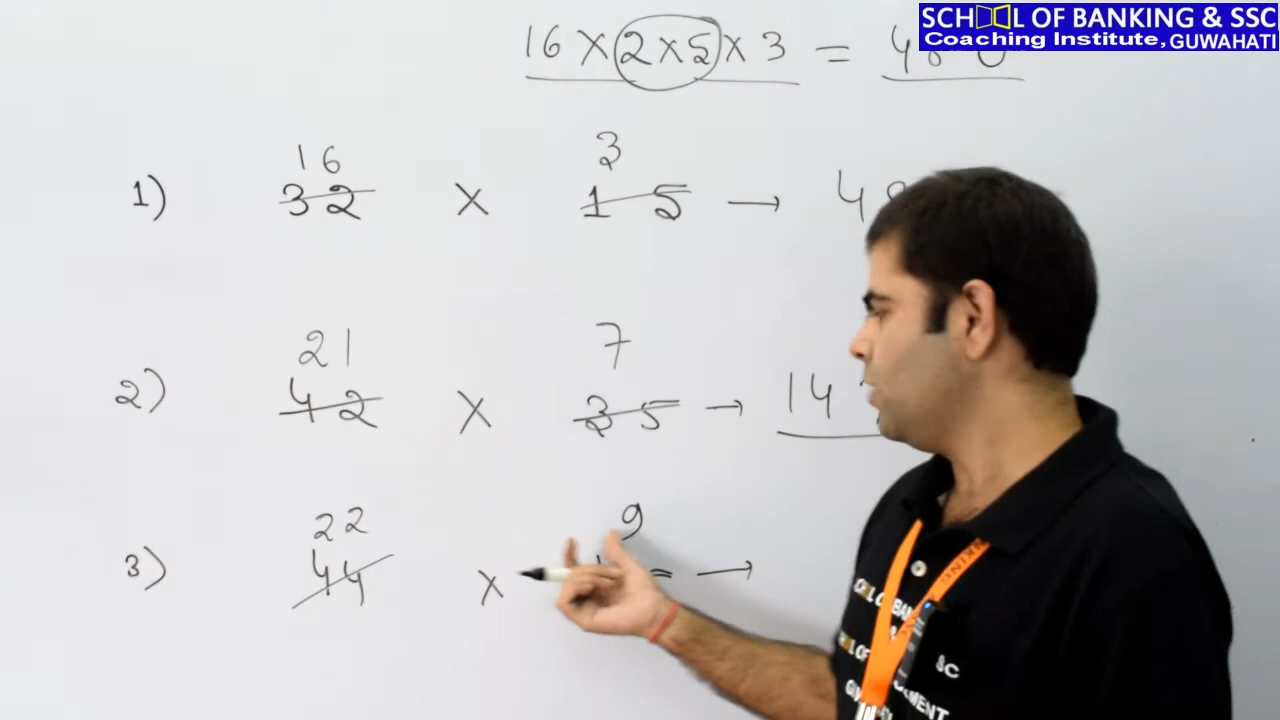 SCHOOL OF BANKING & SSC
Coaching Institute, GUWAHATI
16 X 2 X 5 X 3 = 480
16 3
1) 32 X 15 → 48
21 7
2) 42 X 35 → 14
22 9
3) 44 X →